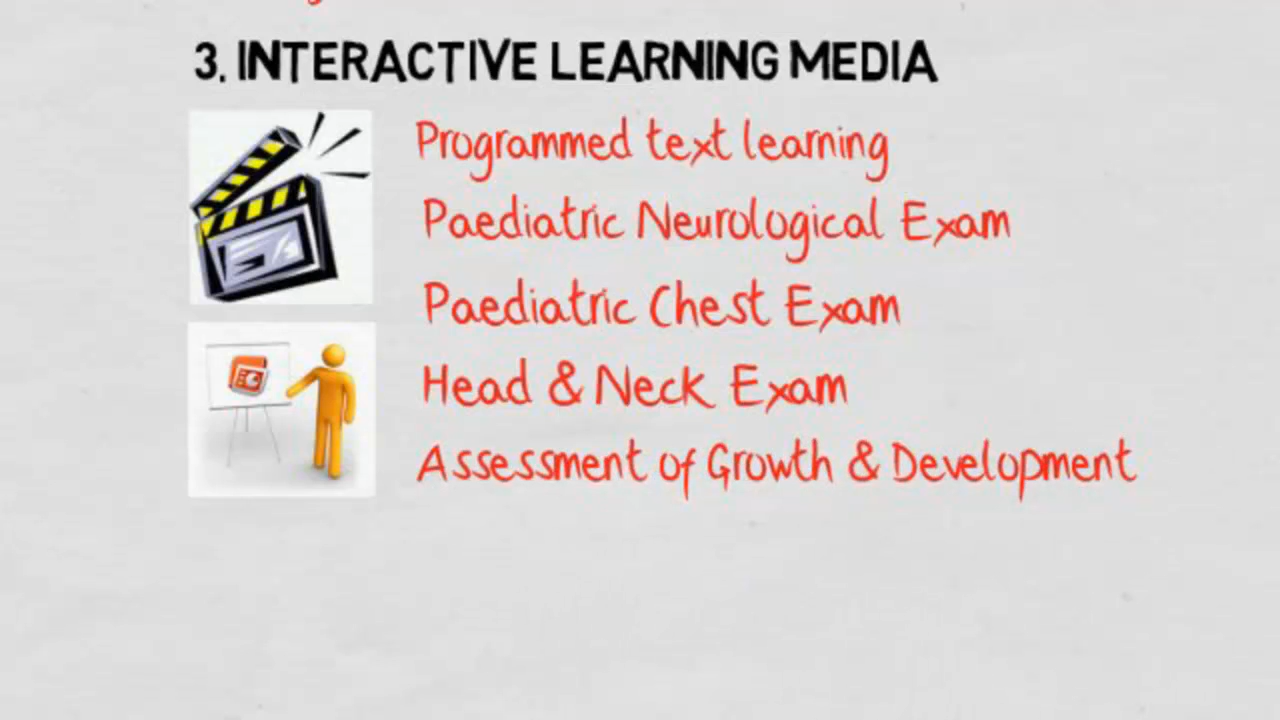 3. INTERACTIVE LEARNING MEDIA
Programmed text learning
Paediatric Neurological Exam
Paediatric Chest Exam
Head & Neck Exam
Assessment of Growth & Development